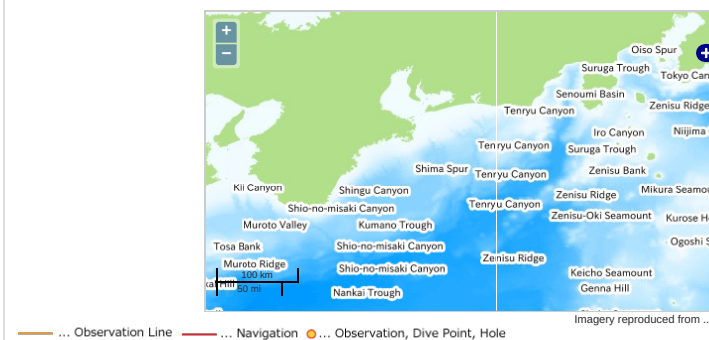 +
−
Oiso Spur
Suruga Trough
Tokyo Can
Senoumi Basin
Zenisu Ridge
Tenryu Canyon
Iro Canyon
Niijima
Tenryu Canyon
Suruga Trough
Shima Spur
Zenisu Bank
Tenryu Canyon
Kii Canyon
Shingu Canyon
Zenisu Ridge
Mikura Seamou
Shio-no-misaki Canyon
Tenryu Canyon
Muroto Valley
Kumano Trough
Zenisu-Oki Seamount
Kurose H
Tosa Bank
Shio-no-misaki Canyon
Ogoshi S
Muroto Ridge
Zenisu Ridge
Shio-no-misaki Canyon
100 km
Keicho Seamount
Hill
50 mi
Genna Hill
Nankai Trough
Imagery reproduced from ...
... Observation Line ... Navigation ... Observation, Dive Point, Hole